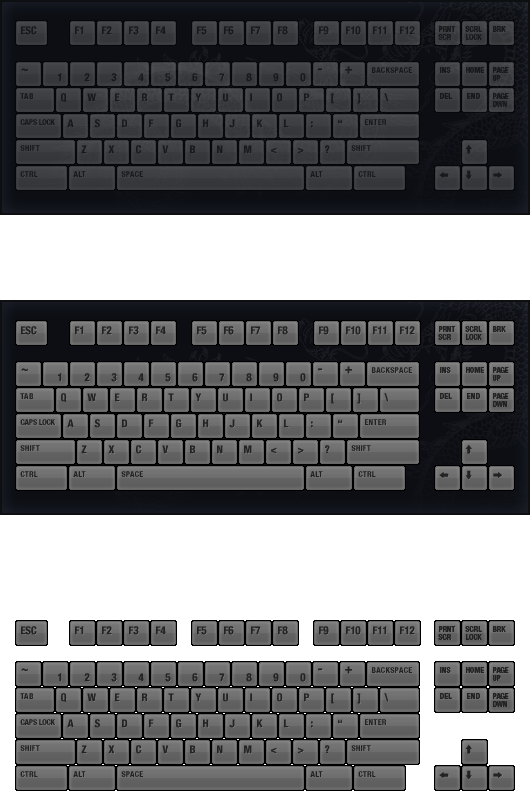 ESC F1 F2 F3 F4 F5 F6 F7 F8 F9 F10 F11 F12 PRNT SCR SCRL LOCK BRK
~ 1 2 3 4 5 6 7 8 9 0 - + BACKSPACE INS HOME PAGE UP
TAB Q W E R T Y U I O P [ ] \ DEL END PAGE DWN
CAPS LOCK A S D F G H J K L : “ ENTER
SHIFT Z X C V B N M < > ? SHIFT ↑
CTRL ALT SPACE ALT CTRL ← ↓ →
ESC F1 F2 F3 F4 F5 F6 F7 F8 F9 F10 F11 F12 PRNT SCR SCRL LOCK BRK
~ 1 2 3 4 5 6 7 8 9 0 - + BACKSPACE INS HOME PAGE UP
TAB Q W E R T Y U I O P [ ] \ DEL END PAGE DWN
CAPS LOCK A S D F G H J K L : “ ENTER
SHIFT Z X C V B N M < > ? SHIFT ↑
CTRL ALT SPACE ALT CTRL ← ↓ →
ESC F1 F2 F3 F4 F5 F6 F7 F8 F9 F10 F11 F12 PRNT SCR SCRL LOCK BRK
~ 1 2 3 4 5 6 7 8 9 0 - + BACKSPACE INS HOME PAGE UP
TAB Q W E R T Y U I O P [ ] \ DEL END PAGE DWN
CAPS LOCK A S D F G H J K L : “ ENTER
SHIFT Z X C V B N M < > ? SHIFT ↑
CTRL ALT SPACE ALT CTRL ← ↓ →